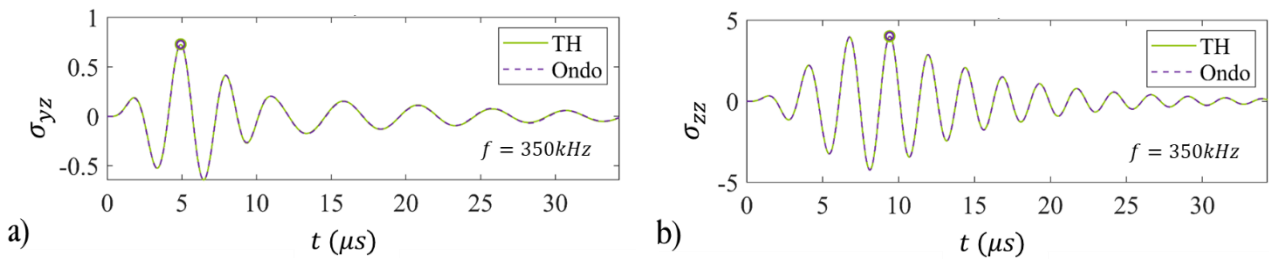 1
0.5
0
-0.5
σyz
TH
Ondo
f = 350kHz
0 5 10 15 20 25 30
t (μs)
a)
5
0
-5
σzz
TH
Ondo
f = 350kHz
0 5 10 15 20 25 30
t (μs)
b)